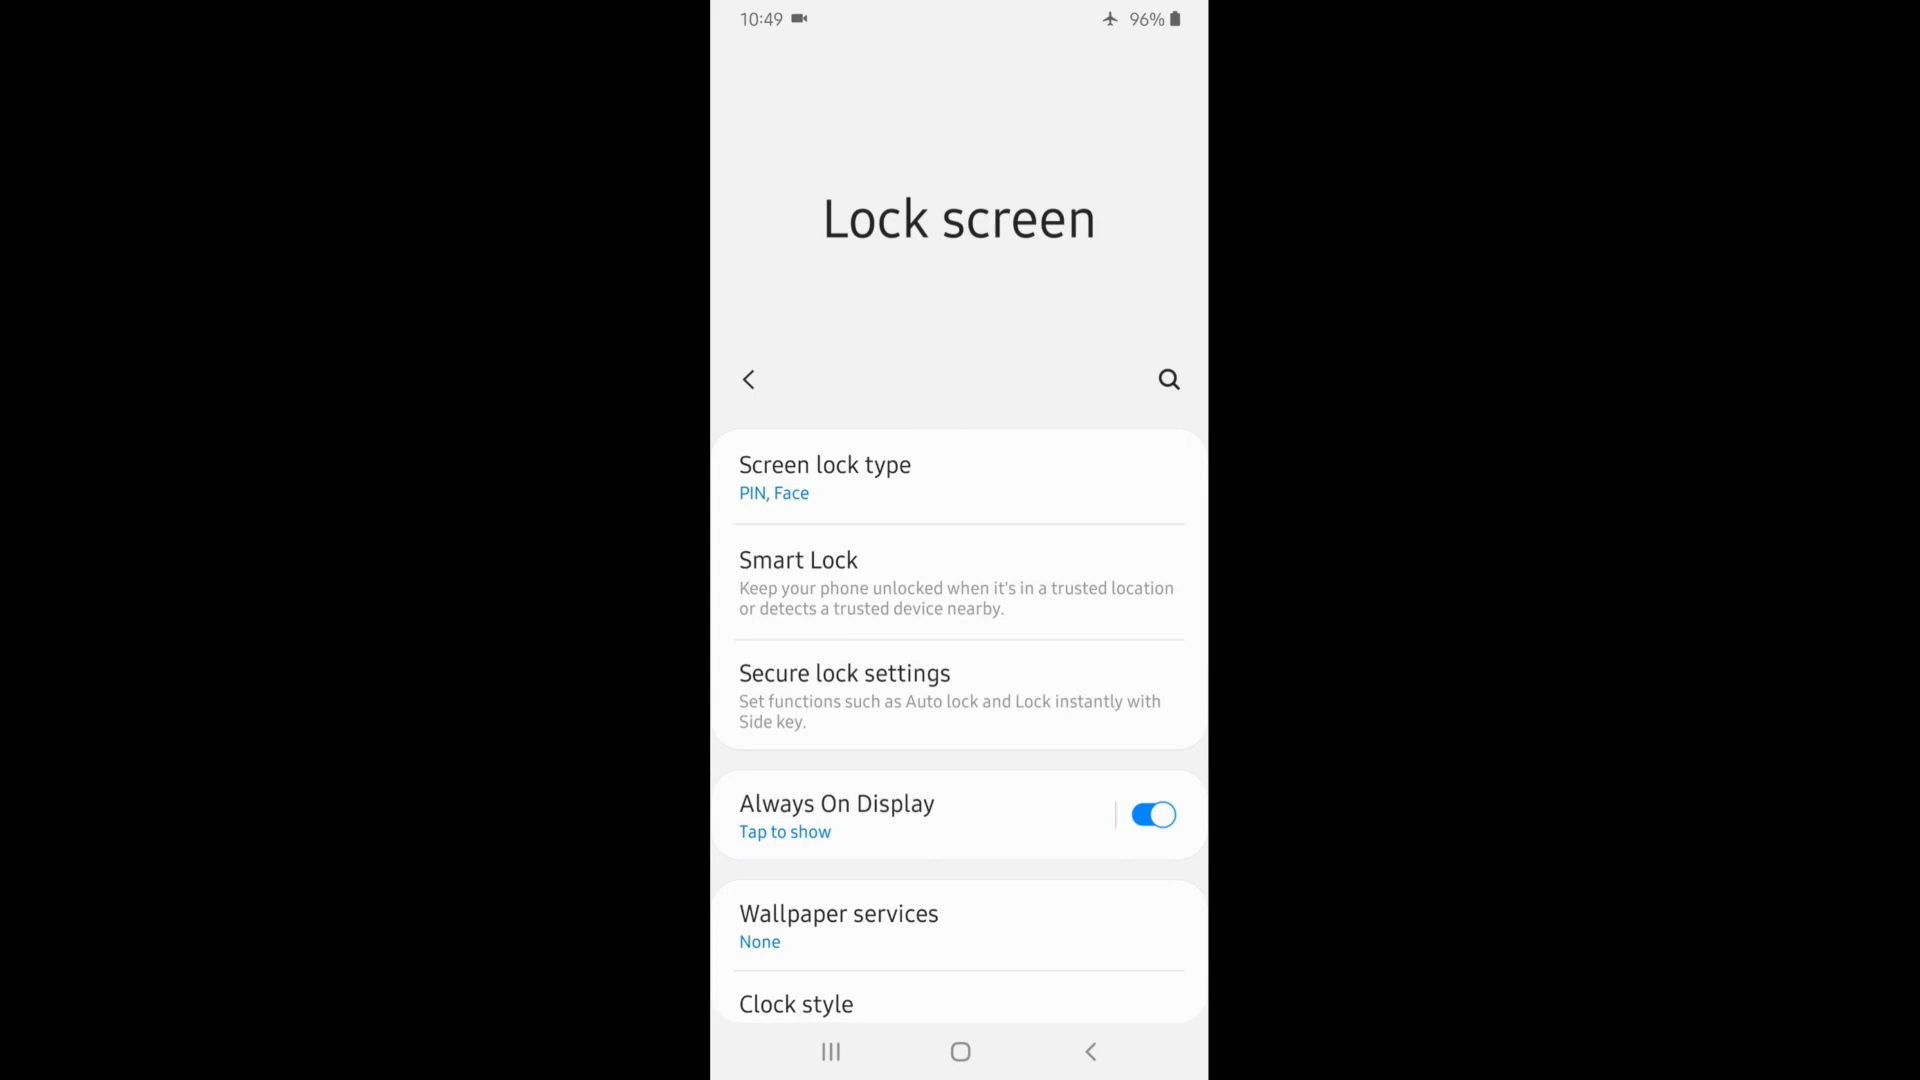 10:49
96%
Lock screen
Screen lock type
PIN, Face
Smart Lock
Keep your phone unlocked when it's in a trusted location
or detects a trusted device nearby.
Secure lock settings
Set functions such as Auto lock and Lock instantly with
Side key.
Always On Display
Tap to show
Wallpaper services
None
Clock style